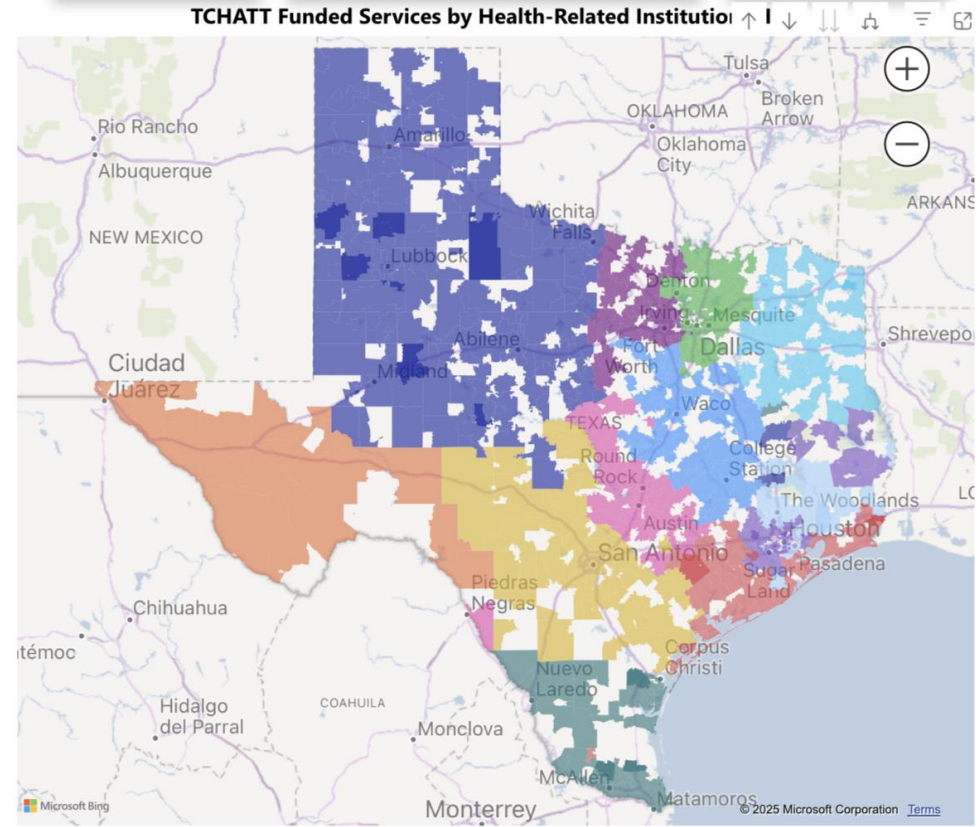 TCHATT Funded Services by Health-Related Institution
Tulsa
Broken
Arrow
OKLAHOMA
Oklahoma
City
Rio Rancho
Albuquerque
Amarillo
ARKANS
NEW MEXICO
Wichita
Falls
Lubbock
Denton
Irving
Mesquite
Abilene
Dallas
Shrevepo
Fort
Worth
Ciudad
Juárez
Midland
Waco
TEXAS
College
Station
Round
Rock
LO
The Woodlands
Austin
Houston
San Antonio
Sugar
Land
Pasadena
Piedras
Negras
Chihuahua
Corpus
Christi
témoc
Nuevo
Laredo
COAHUILA
Hidalgo
del Parral
Monclova
McAllen
Matamoros
Monterrey
Microsoft Bing
© 2025 Microsoft Corporation Terms